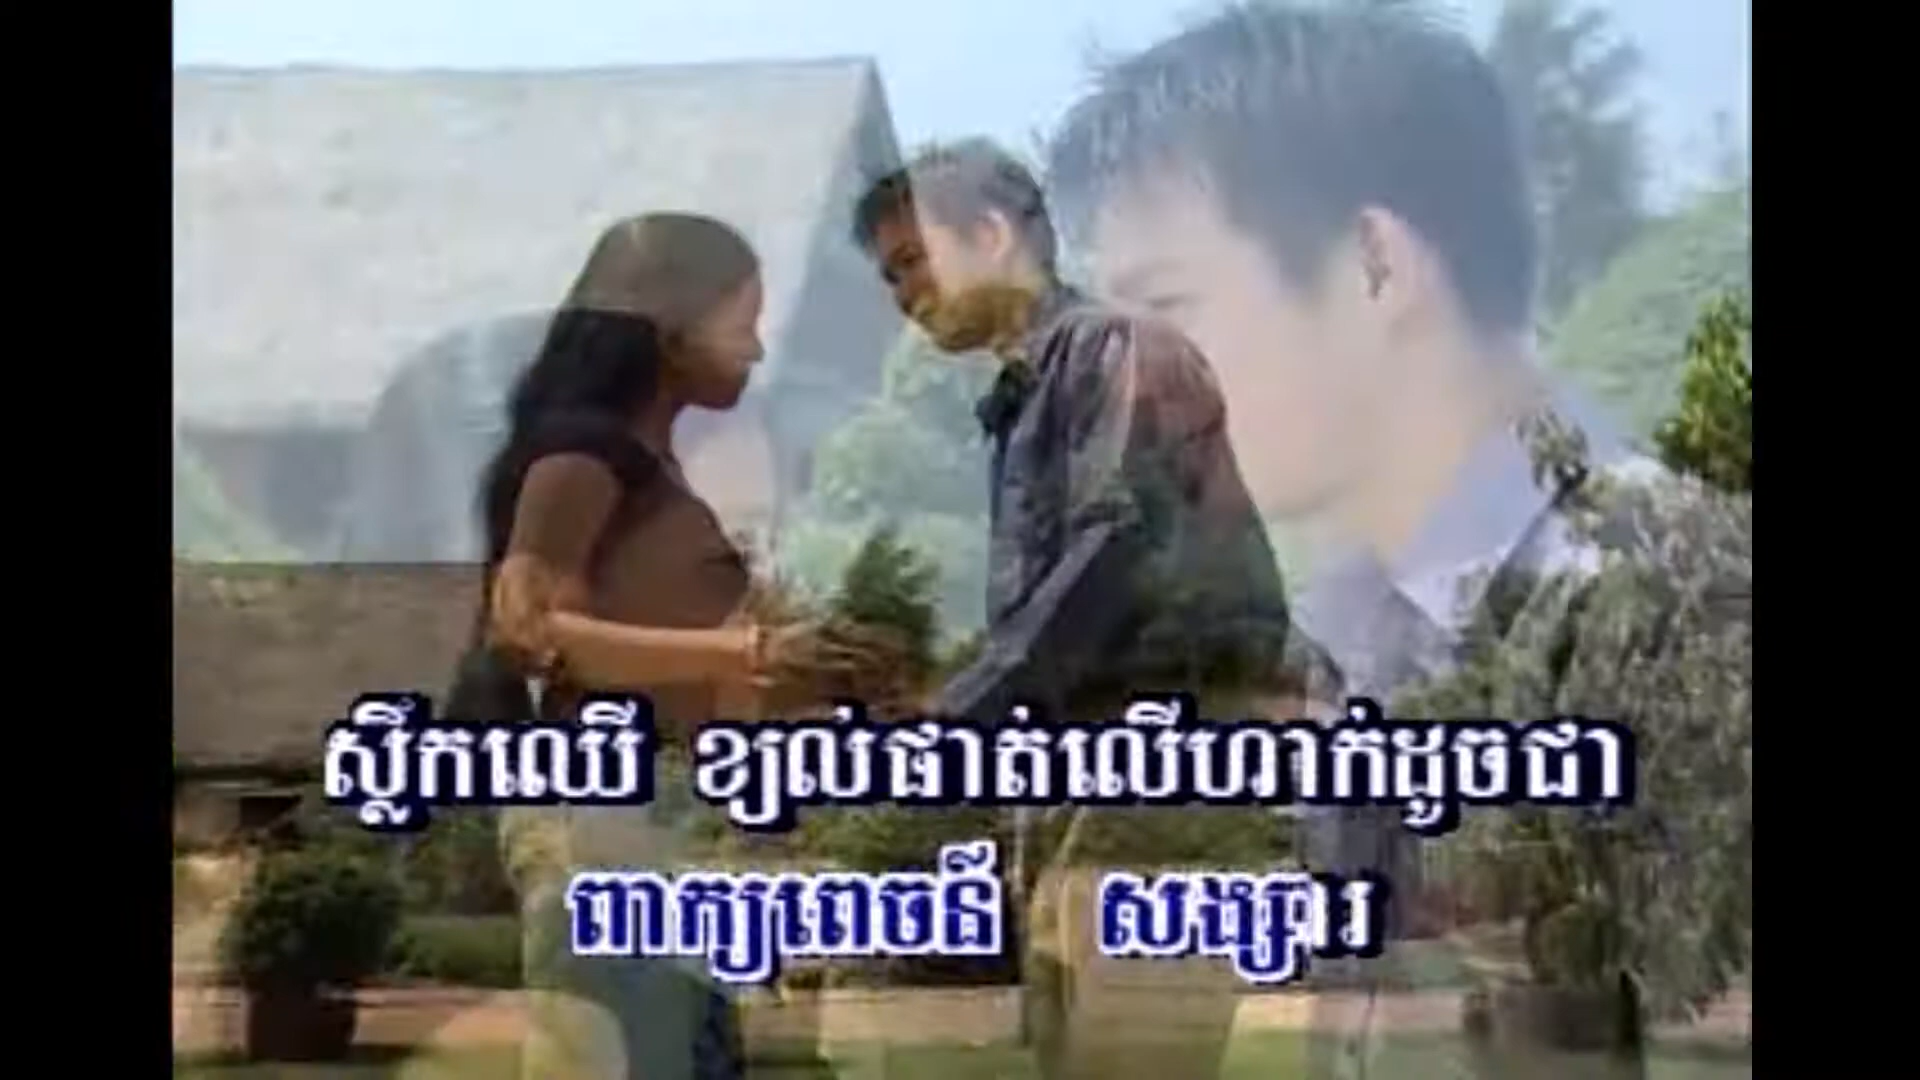 ស្លឹកឈើ ខ្យល់ផាត់លើហាក់ដូចជា
ពាក្យពេចន៍ សង្សារ